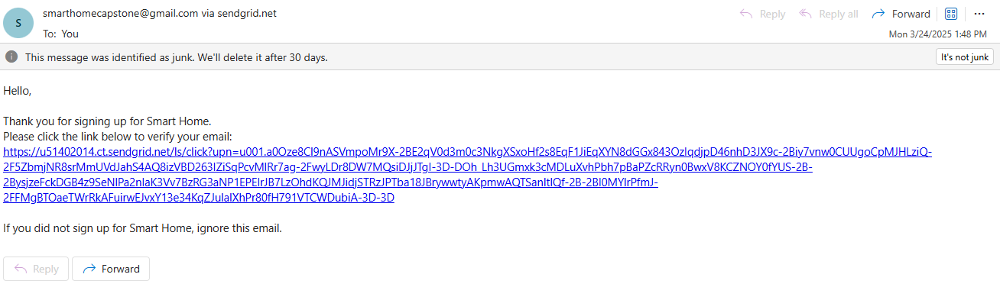 S
smarthomecapstone@gmail.com via sendgrid.net
Reply
Reply all
Forward
To: You
Mon 3/24/2025 1:48 PM
This message was identified as junk. We'll delete it after 30 days.
It's not junk
Hello,
Thank you for signing up for Smart Home.
Please click the link below to verify your email:
https://u51402014.ct.sendgrid.net/ls/click?upn=u001.a0Oze8CI9nASVmpoMr9X-2BE2qV0d3m0c3NkgXSxoHf2s8EqF1JiEqXYN8dGGx843OzIqdjpD46nhD3JX9c-2Biy7vnw0CUUgoCpMJHLziQ-
2F5ZbmjNR8srMmUVdJahS4AQ8izVBD263IZiSqPcvMIRr7ag-2FwyLDr8DW7MQsiDJjJTgI-3D-DOh_Lh3UGmxk3cMDLuXvhPbh7pBaPZcRRyn0BwxV8KCZNOY0fYUS-2B-
2BysjzeFckDGB4z9SeNIPa2nIaK3Vv7BzRG3aNP1EPEIrJB7LzOhdKQJMJidjSTRzJPTba18JBrywwtyAKpmwAQTSanItIQf-2B-2BI0MYIrPfmJ-
2FFMgBTOaeTWrRkAFuirwEJvxY13e34KqZJuIaIXhPr80fH791VTCWDubiA-3D-3D
If you did not sign up for Smart Home, ignore this email.
Reply
Forward